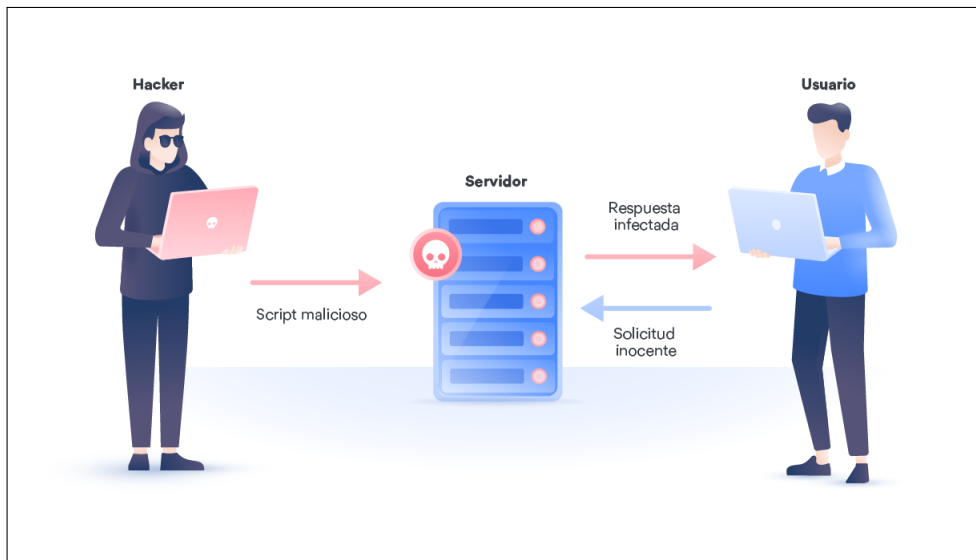 Hacker
Usuario
Servidor
Respuesta
infectada
Script malicioso
Solicitud
inocente